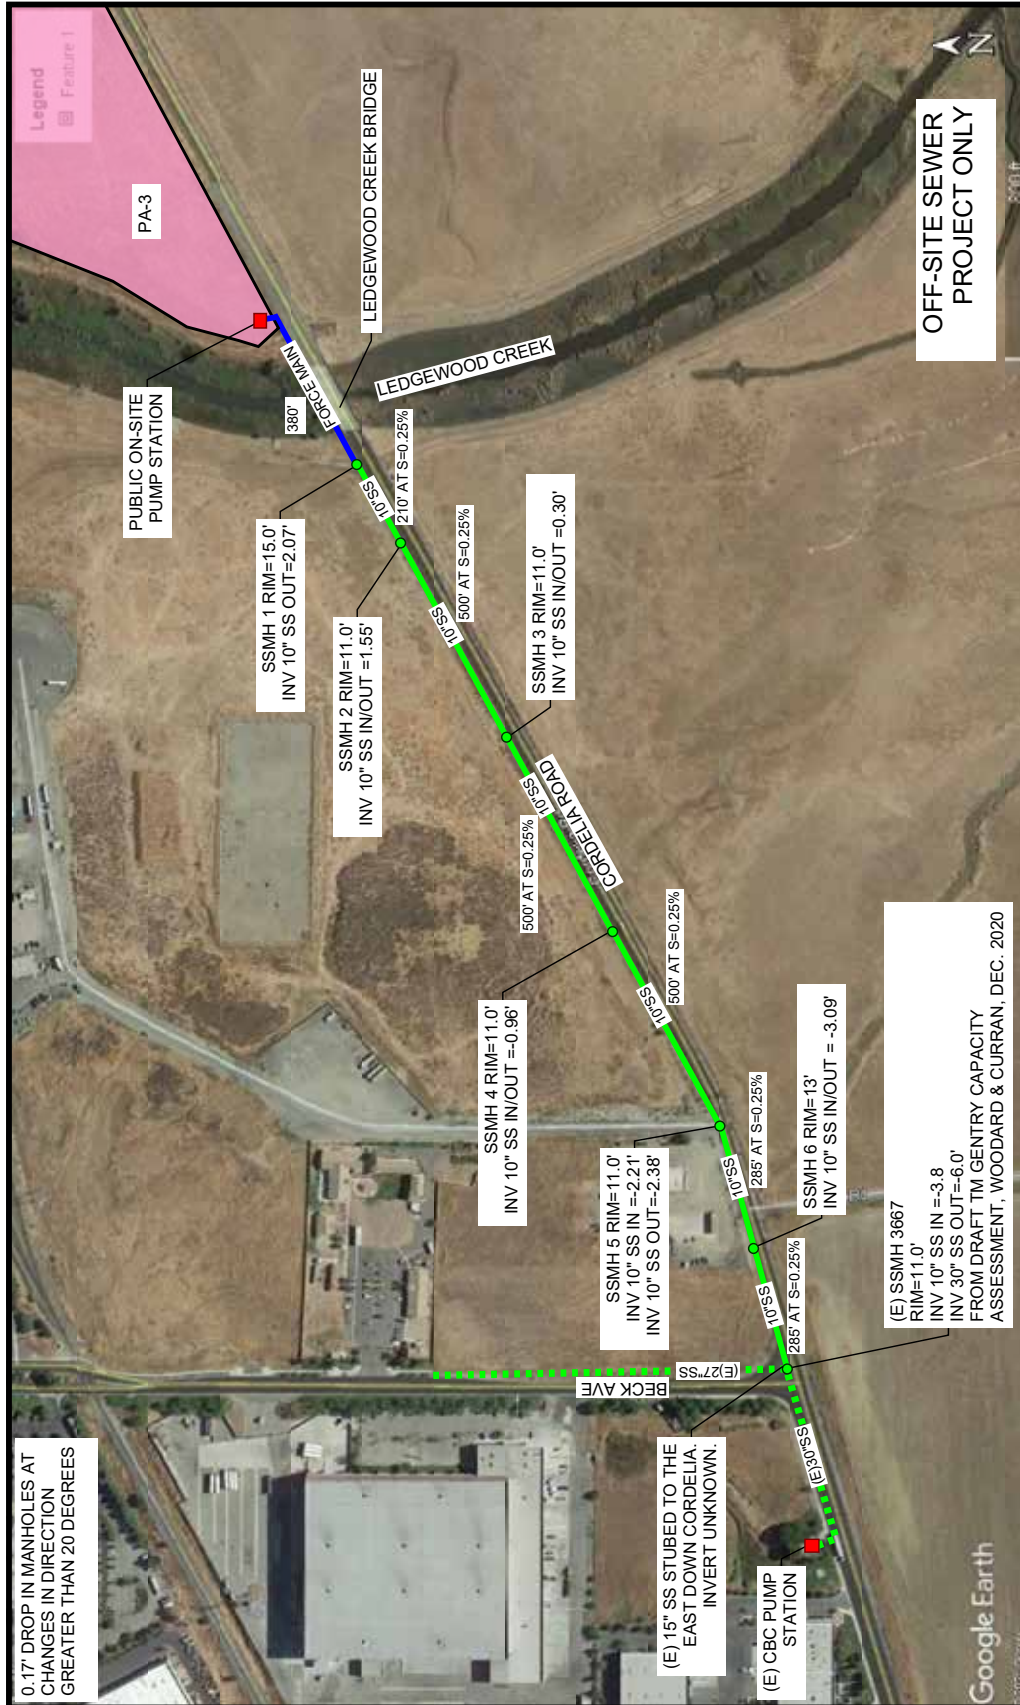 0.17' DROP IN MANHOLES AT
CHANGES IN DIRECTION
GREATER THAN 20 DEGREES
Legend
Feature 1
PA-3
PUBLIC ON-SITE
PUMP STATION
FORCE MAIN
380'
LEDGEWOOD CREEK BRIDGE
LEDGEWOOD CREEK
SSMH 1 RIM=15.0'
INV 10" SS OUT=2.07'
10"SS
210' AT S=0.25%
SSMH 2 RIM=11.0'
INV 10" SS IN/OUT =1.55'
10"SS
500' AT S=0.25%
SSMH 3 RIM=11.0'
INV 10" SS IN/OUT =0.30'
10"SS
500' AT S=0.25%
CORDELIA ROAD
SSMH 4 RIM=11.0'
INV 10" SS IN/OUT =-0.96'
10"SS
500' AT S=0.25%
SSMH 5 RIM=11.0'
INV 10" SS IN =-2.21'
INV 10" SS OUT=-2.38'
10"SS
285' AT S=0.25%
SSMH 6 RIM=13'
INV 10" SS IN/OUT = -3.09'
10"SS
285' AT S=0.25%
(E) SSMH 3667
RIM=11.0'
INV 10" SS IN =-3.8
INV 30" SS OUT=-6.0'
FROM DRAFT TM GENTRY CAPACITY
ASSESSMENT, WOODARD & CURRAN, DEC. 2020
(E)27"SS
BECK AVE
(E) 15" SS STUBED TO THE
EAST DOWN CORDELIA.
INVERT UNKNOWN.
(E)30"SS
(E) CBC PUMP
STATION
OFF-SITE SEWER
PROJECT ONLY
N
800 ft
Google Earth